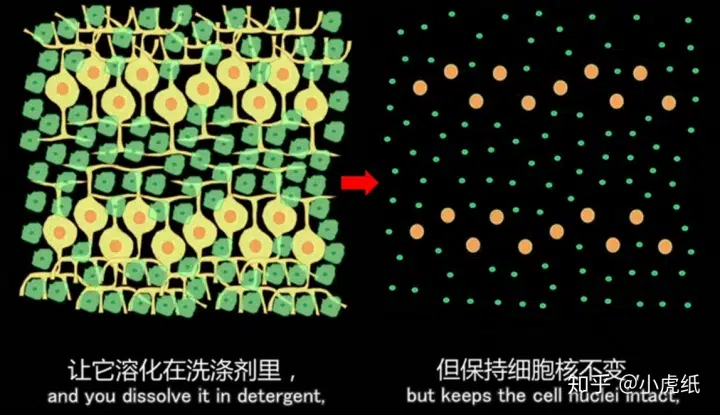 让它溶化在洗涤剂里，
and you dissolve it in detergent,
但保持细胞核不变
but keeps the cell nuclei intact,
知乎 @小虎纸